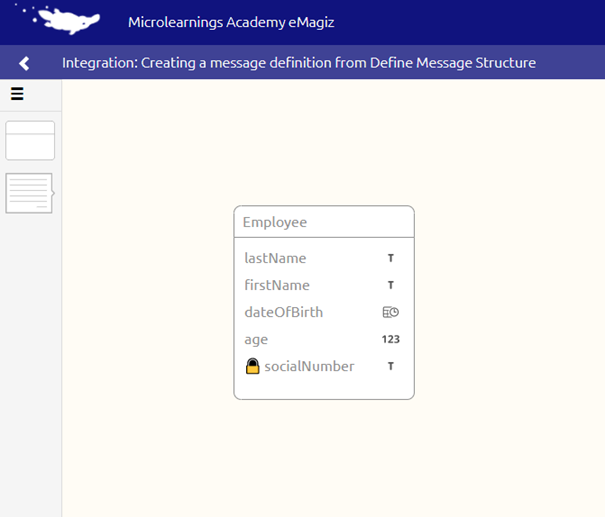 Microlearnings Academy eMagiz
Integration: Creating a message definition from Define Message Structure
Employee
lastName T
firstName T
dateOfBirth
age 123
socialNumber T